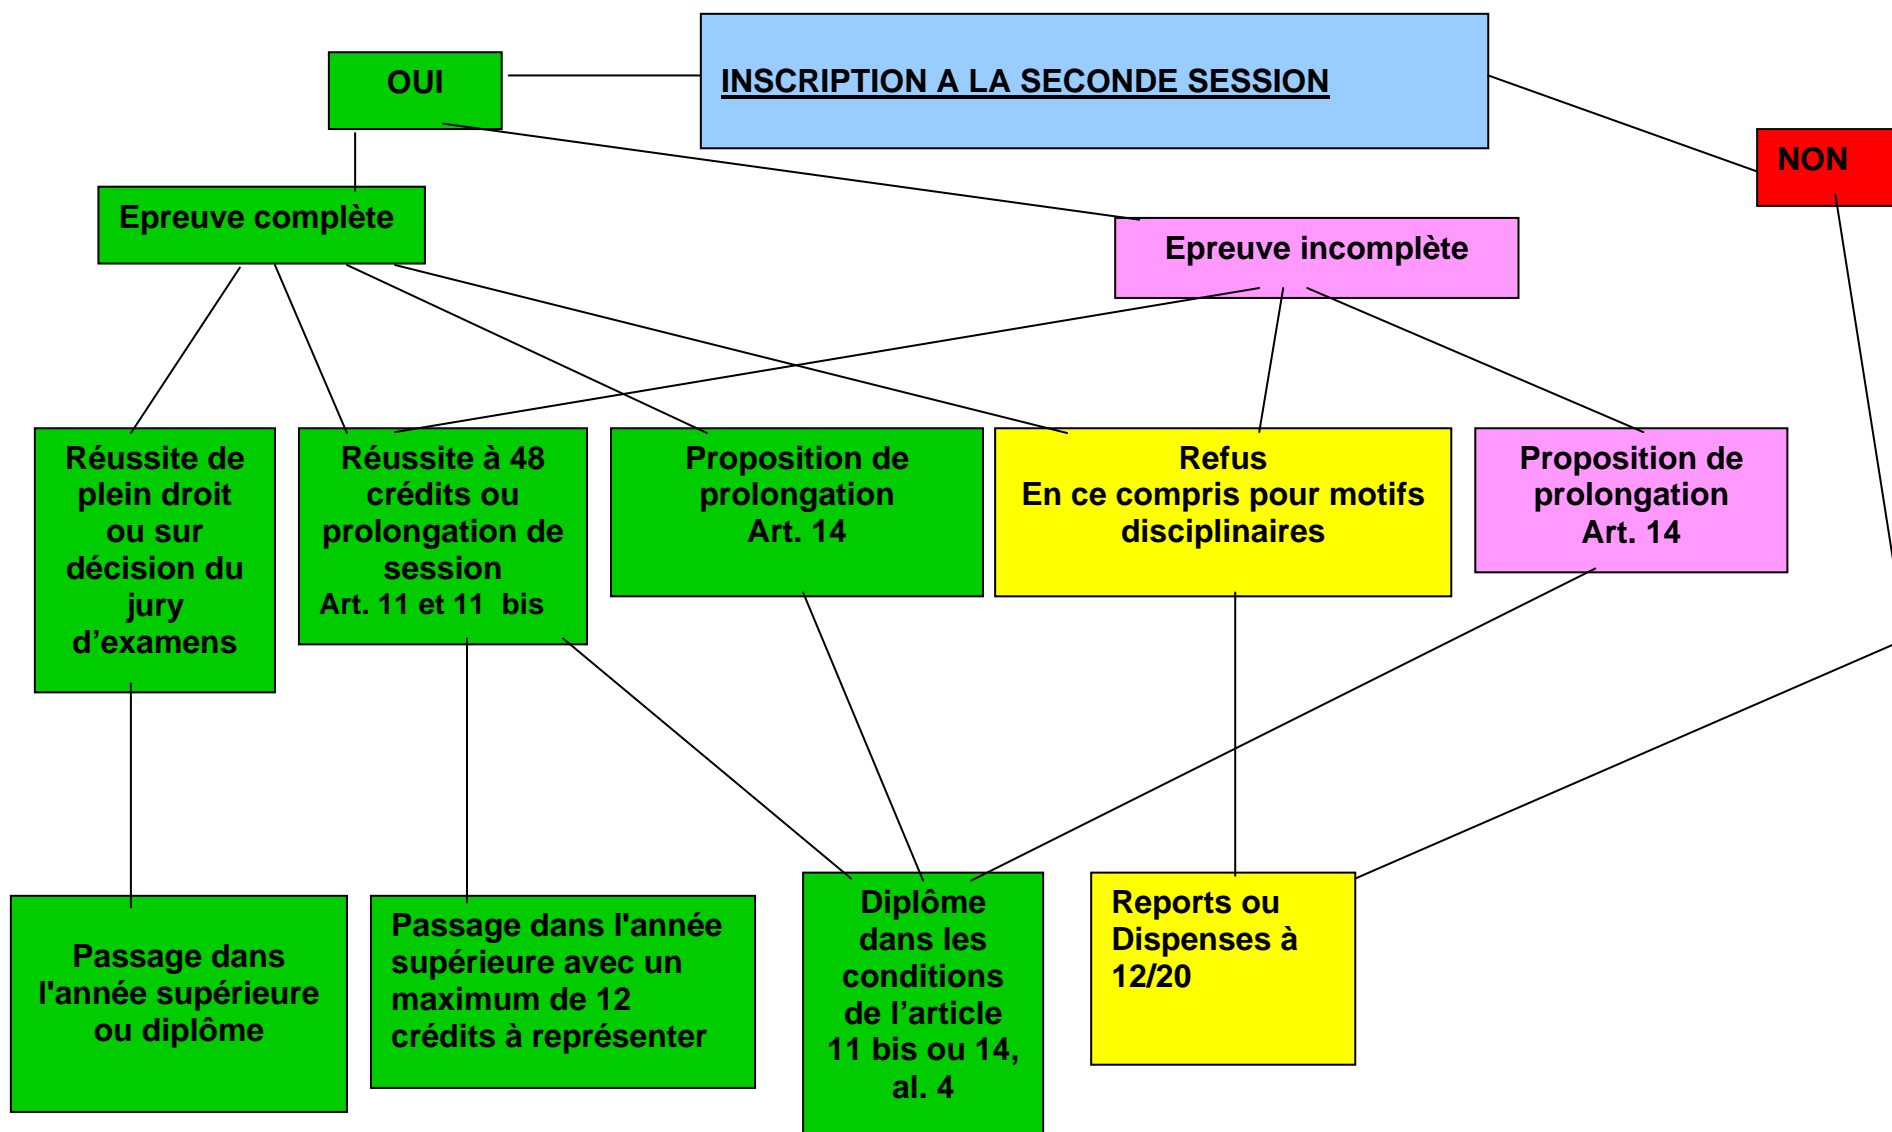 OUI
INSCRIPTION A LA SECONDE SESSION
NON
Epreuve complète
Epreuve incomplète
Réussite de
plein droit
ou sur
décision du
jury
d’examens
Réussite à 48
crédits ou
prolongation de
session
Art. 11 et 11 bis
Proposition de
prolongation
Art. 14
Refus
En ce compris pour motifs
disciplinaires
Proposition de
prolongation
Art. 14
Passage dans
l'année supérieure
ou diplôme
Passage dans l'année
supérieure avec un
maximum de 12
crédits à représenter
Diplôme
dans les
conditions
de l’article
11 bis ou 14,
al. 4
Reports ou
Dispenses à
12/20